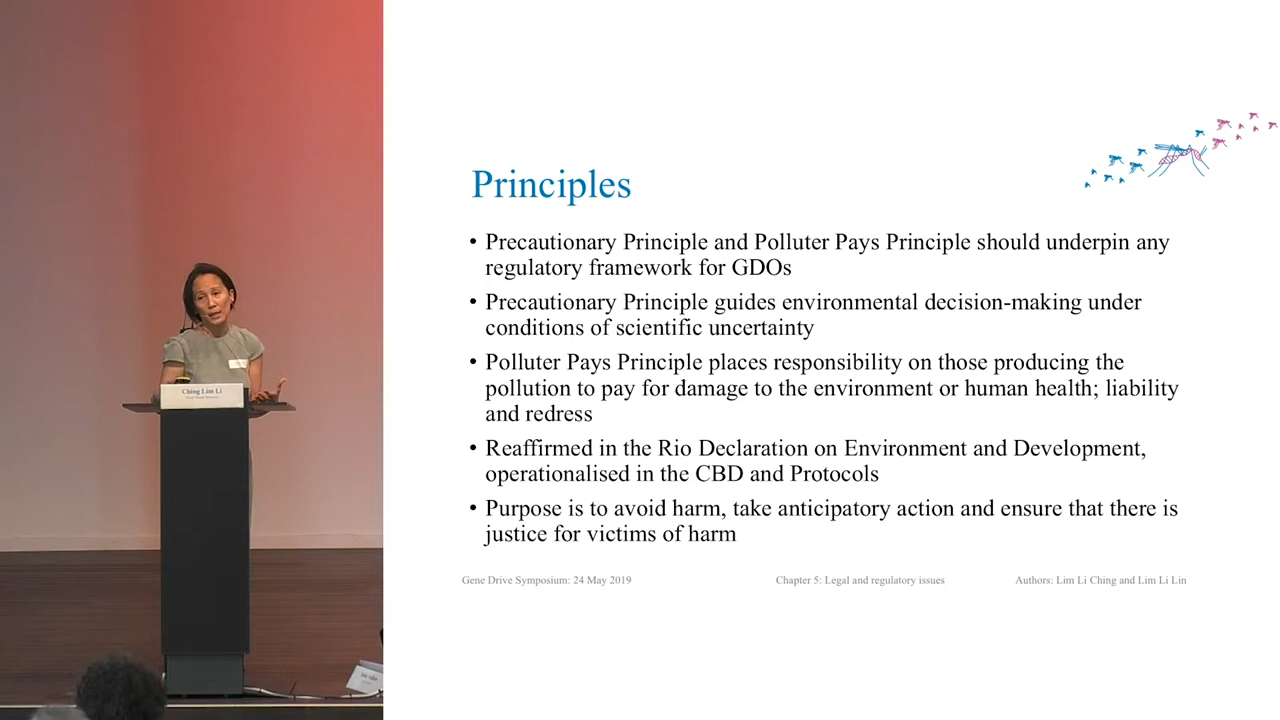 Principles
• Precautionary Principle and Polluter Pays Principle should underpin any
regulatory framework for GDOs
• Precautionary Principle guides environmental decision-making under
conditions of scientific uncertainty
• Polluter Pays Principle places responsibility on those producing the
pollution to pay for damage to the environment or human health; liability
and redress
• Reaffirmed in the Rio Declaration on Environment and Development,
operationalised in the CBD and Protocols
• Purpose is to avoid harm, take anticipatory action and ensure that there is
justice for victims of harm
Gene Drive Symposium: 24 May 2019 Chapter 5: Legal and regulatory issues Authors: Lim Li Ching and Lim Li Lin
Ching Lim Li